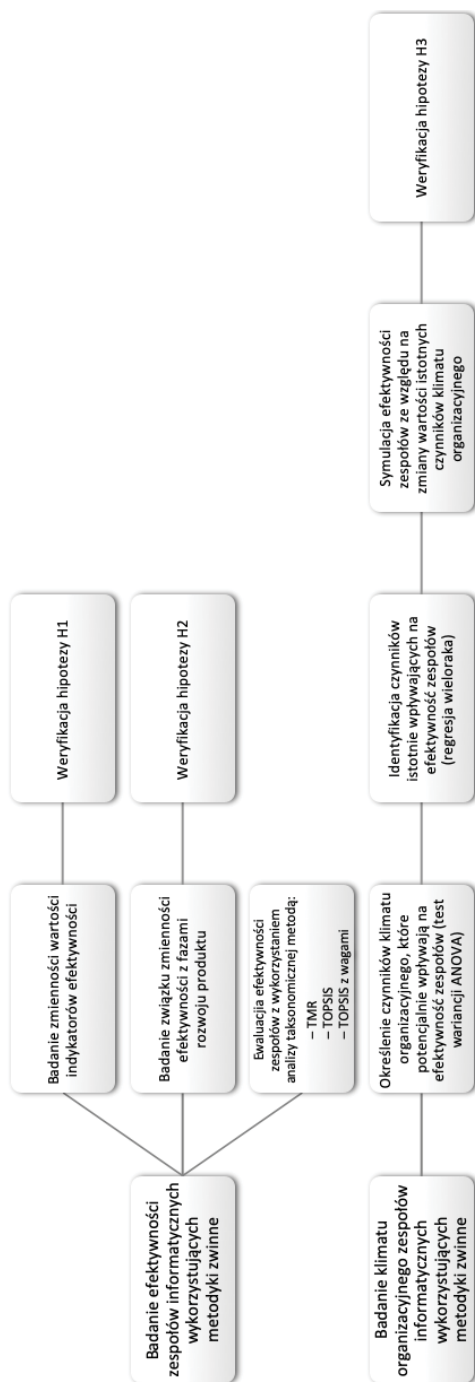 Badanie efektywności
zespołów informatycznych
wykorzystujących
metodyki zwinne
Badanie zmienności wartości
indykatorów efektywności
Weryfikacja hipotezy H1
Badanie związku zmienności
efektywności z fazami
rozwoju produktu
Weryfikacja hipotezy H2
Ewaluacjia efektywności
zespołów z wykorzystaniem
analizy taksonomicznej metodą:
– TMR
– TOPSIS
– TOPSIS z wagami
Badanie klimatu
organizacyjnego zespołów
informatycznych
wykorzystujących
metodyki zwinne
Określenie czynników klimatu
organizacyjnego, które
potencjalnie wpływają na
efektywność zespołów (test
wariancji ANOVA)
Identyfikacja czynników
istotnie wpływających na
efektywność zespołów
(regresja wieloraka)
Symulacja efektywności
zespołów ze względu na
zmiany wartości istotnych
czynników klimatu
organizacyjnego
Weryfikacja hipotezy H3